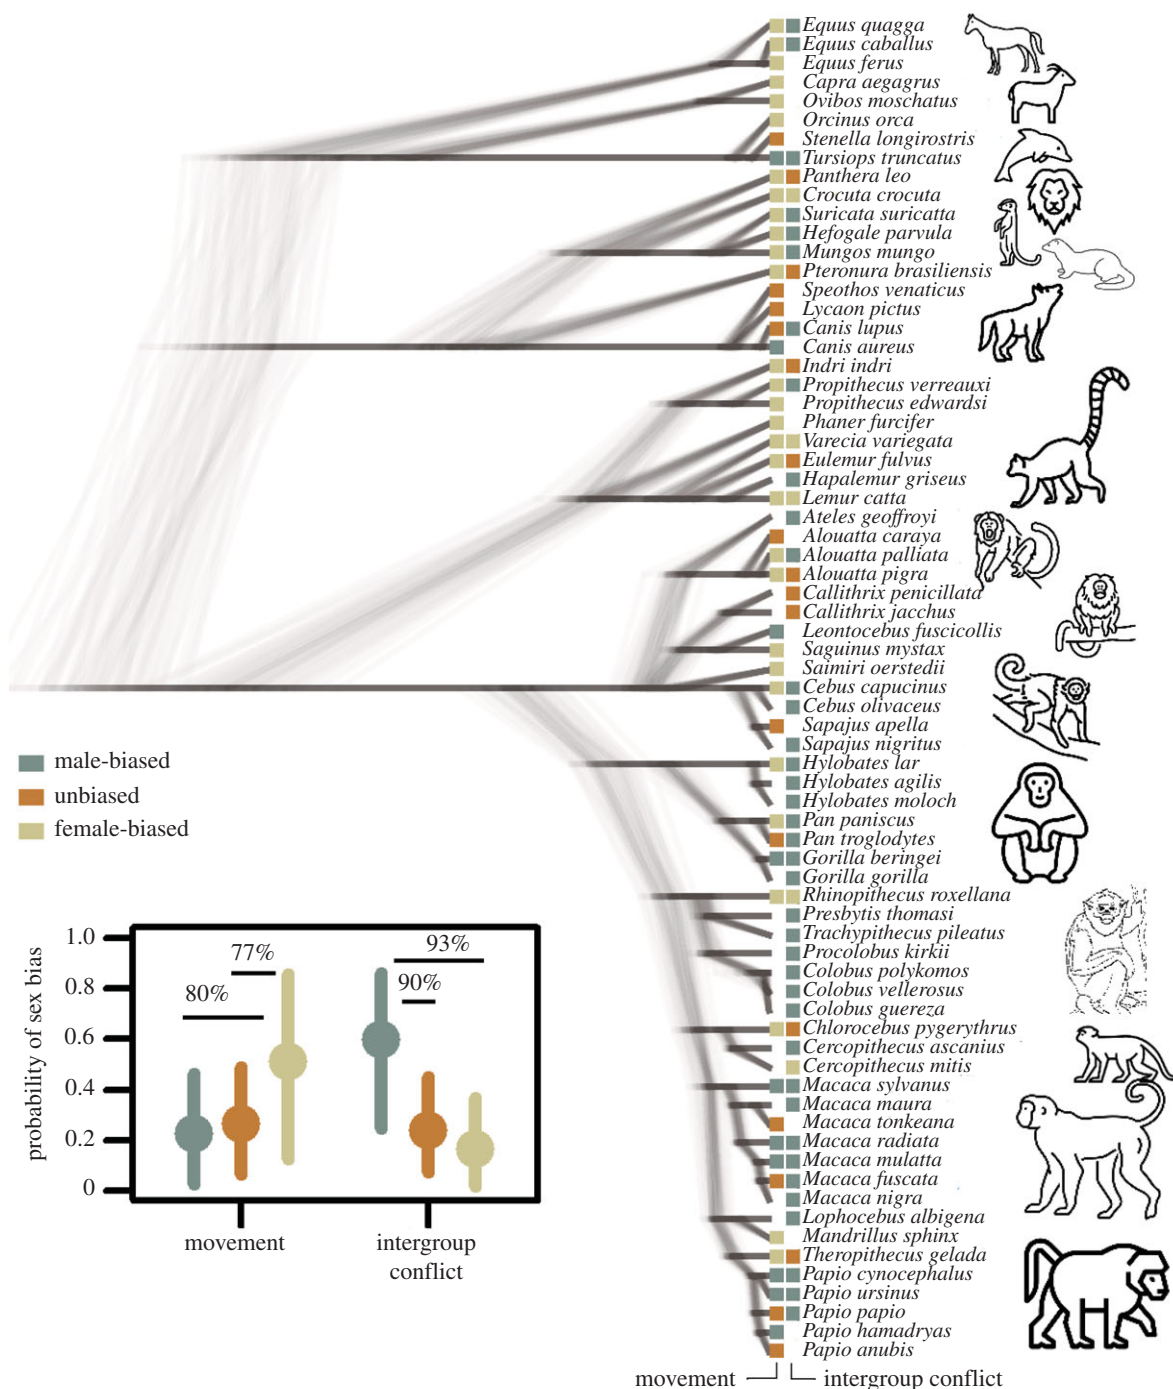 Equus quagga
Equus caballus
Equus ferus
Capra aegagrus
Ovibos moschatus
Orcinus orca
Stenella longirostris
Tursiops truncatus
Panthera leo
Crocuta crocuta
Suricata suricatta
Hefogale parvula
Mungos mungo
Pteronura brasiliensis
Speothos venaticus
Lycaon pictus
Canis lupus
Canis aureus
Indri indri
Propithecus verreauxi
Propithecus edwardsi
Phaner furcifer
Varecia variegata
Eulemur fulvus
Hapalemur griseus
Lemur catta
Ateles geoffroyi
Alouatta caraya
Alouatta palliata
Alouatta pigra
Callithrix penicillata
Callithrix jacchus
Leontocebus fuscicollis
Saguinus mystax
Saimiri oerstedii
Cebus capucinus
Cebus olivaceus
Sapajus apella
Sapajus nigritus
Hylobates lar
Hylobates agilis
Hylobates moloch
Pan paniscus
Pan troglodytes
Gorilla beringei
Gorilla gorilla
Rhinopithecus roxellana
Presbytis thomasi
Trachypithecus pileatus
Procolobus kirkii
Colobus polykomos
Colobus vellerosus
Colobus guereza
Chlorocebus pygerythrus
Cercopithecus ascanius
Cercopithecus mitis
Macaca sylvanus
Macaca maura
Macaca tonkeana
Macaca radiata
Macaca mulatta
Macaca fuscata
Macaca nigra
Lophocebus albigena
Mandrillus sphinx
Theropithecus gelada
Papio cynocephalus
Papio ursinus
Papio papio
Papio hamadryas
Papio anubis
movement
intergroup conflict
male-biased
unbiased
female-biased
probability of sex bias
1.0
0.8
0.6
0.4
0.2
0
80%
77%
93%
90%
movement
intergroup
conflict